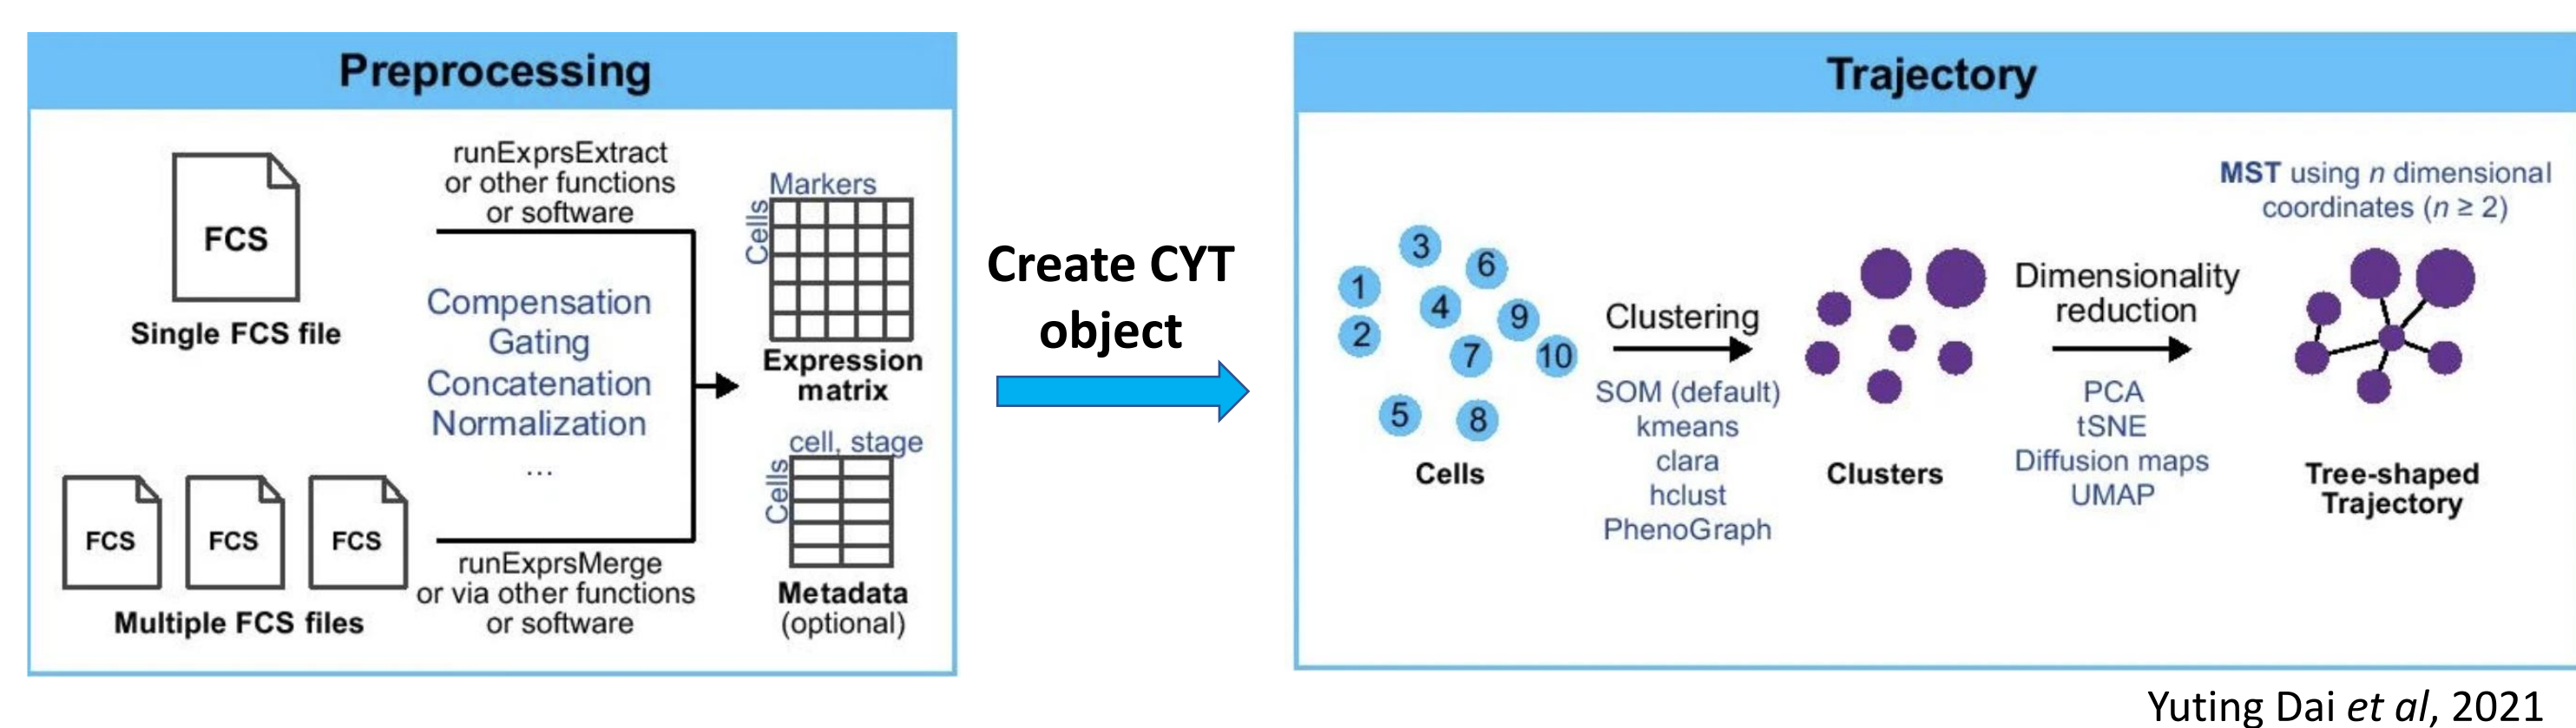 Preprocessing
FCS
Single FCS file
runExprsExtract
or other functions
or software
Compensation
Gating
Concatenation
Normalization
...
FCS
FCS
FCS
Multiple FCS files
runExprsMerge
or via other functions
or software
Markers
Cells
Expression
matrix
cell, stage
Cells
Metadata
(optional)
Create CYT
object
Trajectory
1
2
3
4
5
6
7
8
9
10
Cells
Clustering
SOM (default)
kmeans
clara
hclust
PhenoGraph
Clusters
Dimensionality
reduction
PCA
tSNE
Diffusion maps
UMAP
MST using n dimensional
coordinates (n ≥ 2)
Tree-shaped
Trajectory
Yuting Dai et al, 2021